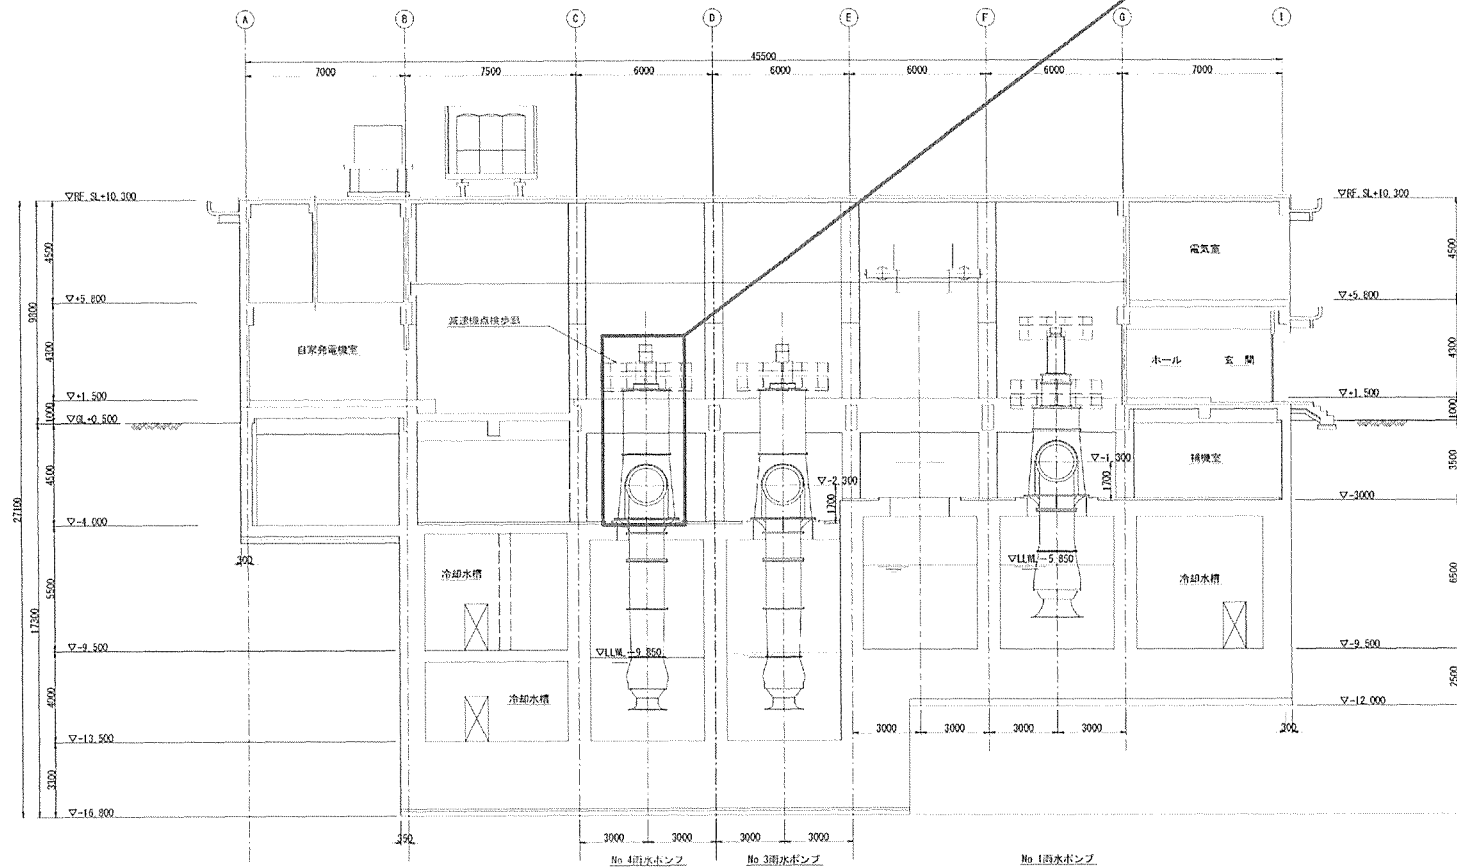 A B C D E F G I
45500
7000 7500 6000 6000 6000 6000 7000
▽RF.SL+10.300 ▽RF.SL+10.300
4500 電気室 4500
▽+5.800 ▽+5.800
9800 減速機点検歩廊
4300 自家発電機室 ホール 玄関 4300
▽+1.500 ▽+1.500
1000 1000
▽GL+0.500
4500 ▽-1.300 補機室 3500
▽-2.300 1700
1700 ▽-3000
27100
▽-4.000
300 ▽LLWL-5.850
冷却水槽 冷却水槽
5500 6500
17300
▽-9.500 ▽LLWL-9.850 ▽-9.500
4000 冷却水槽 2500
▽-12.000
3000 3000 3000 3000 300
▽-13.500
3300
▽-16.800
350 3000 3000 3000 3000
No.4雨水ポンプ No.3雨水ポンプ No.1雨水ポンプ